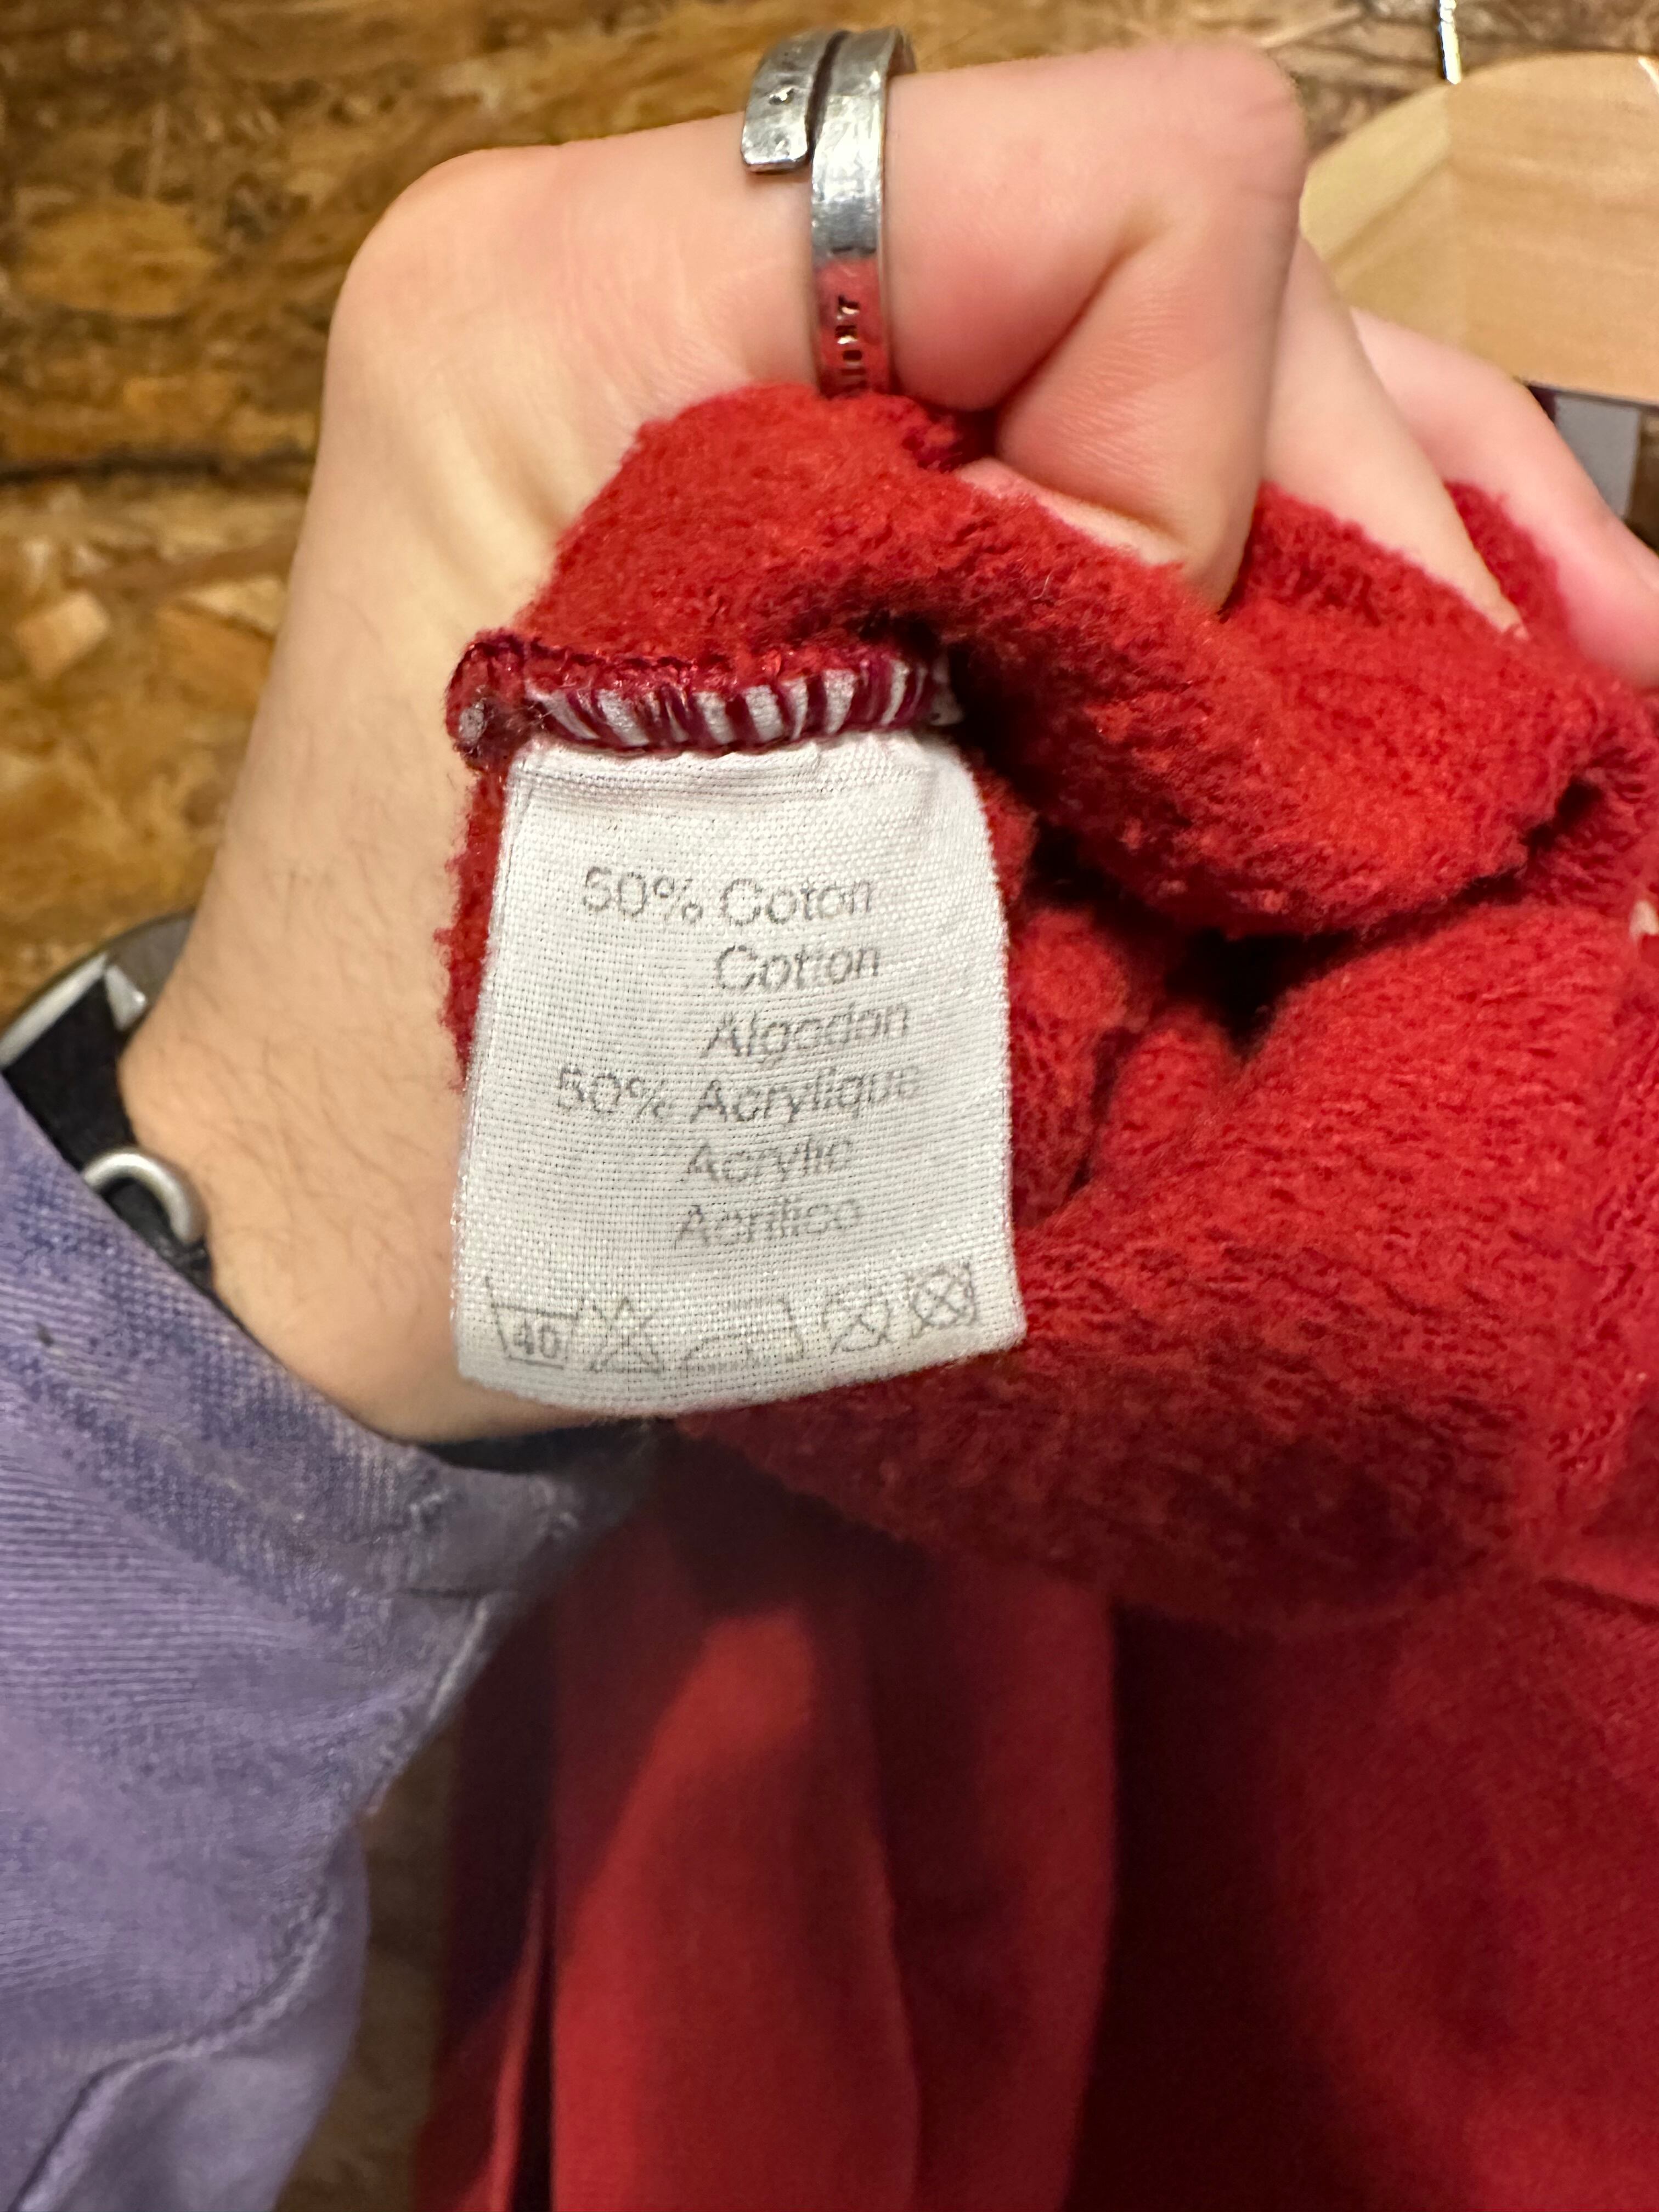 50% Coton
Cotton
Algodon
50% Acrylique
Acrylic
Acrilico
40